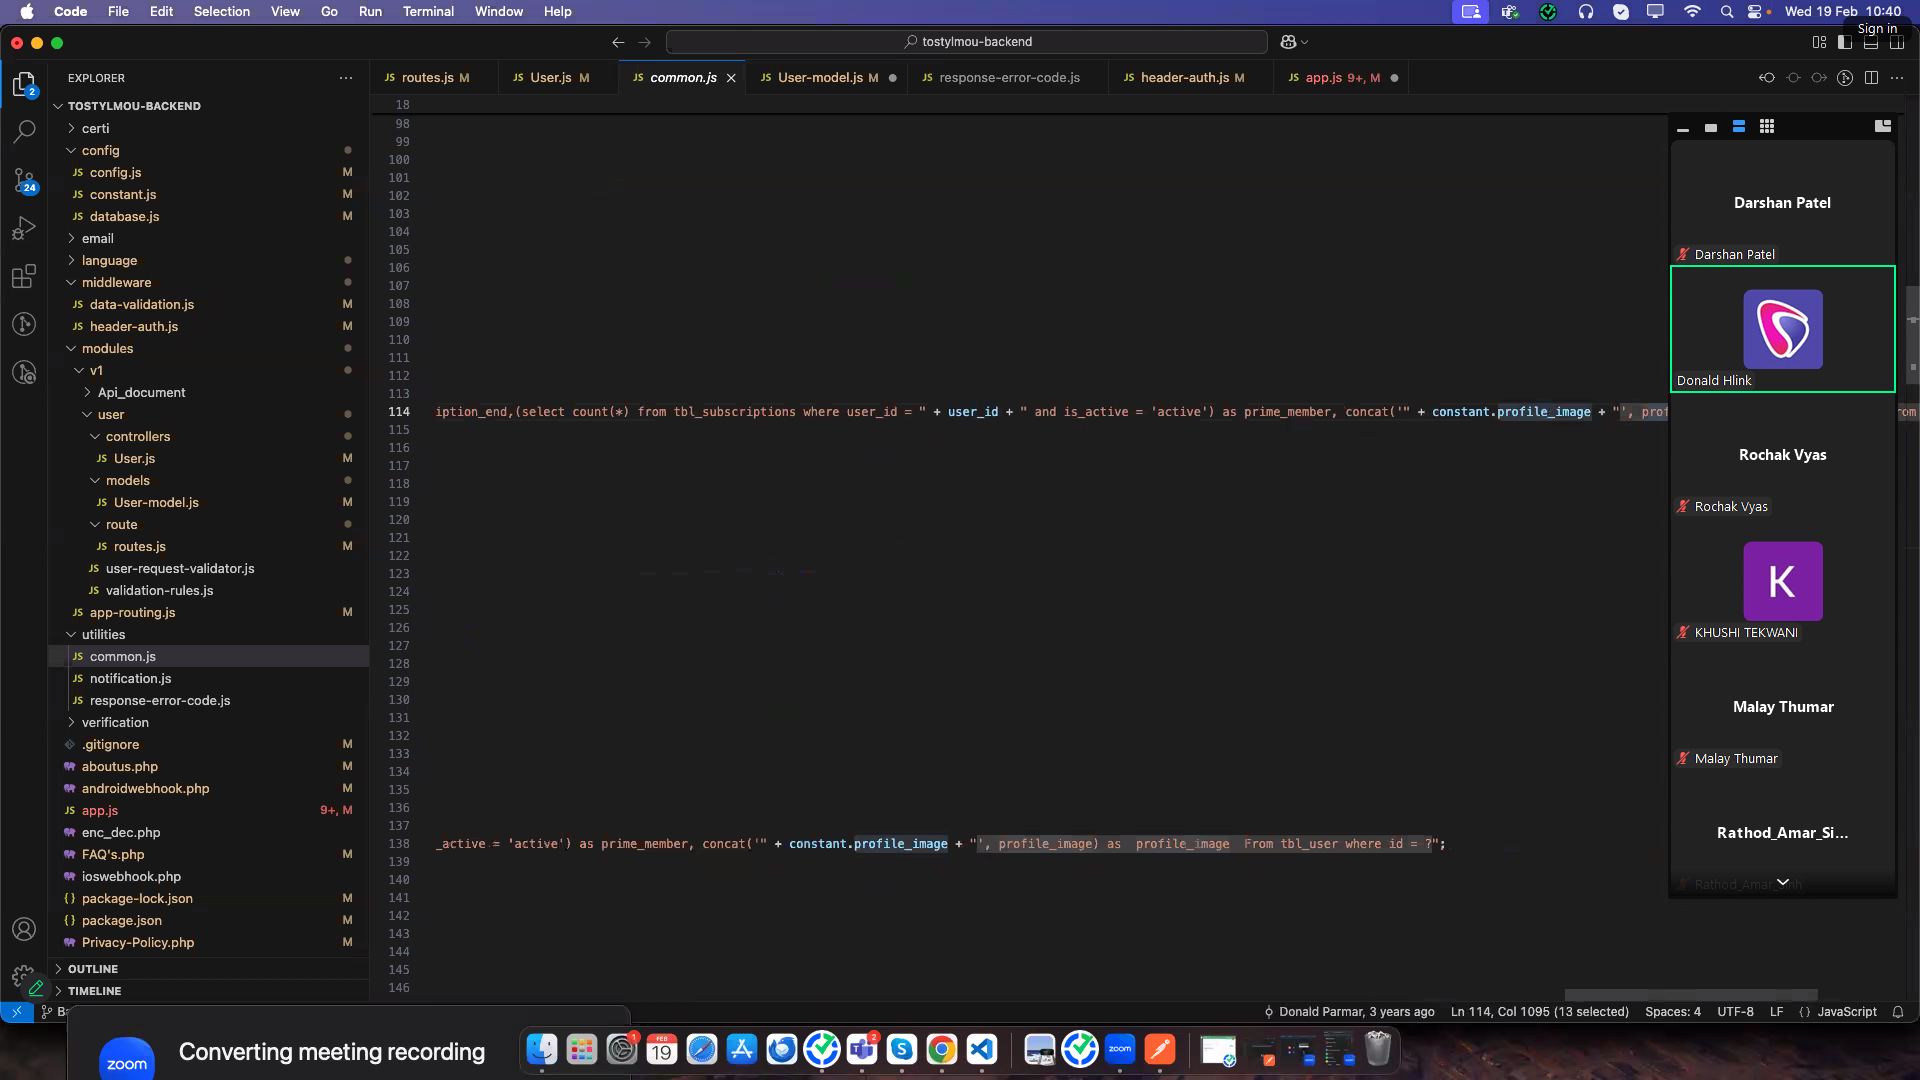 Code File Edit Selection View Go Run Terminal Window Help
Wed 19 Feb 10:40
Sign in
tostylmou-backend
EXPLORER
routes.js M
User.js M
common.js
User-model.js M
response-error-code.js
header-auth.js M
app.js 9+, M
TOSTYLMOU-BACKEND
certi
config
config.js M
constant.js M
database.js M
email
language
middleware
data-validation.js M
header-auth.js M
modules
v1
Api_document
user
controllers
User.js M
models
User-model.js M
route
routes.js M
user-request-validator.js
validation-rules.js
app-routing.js M
utilities
common.js
notification.js
response-error-code.js
verification
.gitignore M
aboutus.php M
androidwebhook.php M
app.js 9+, M
enc_dec.php
FAQ's.php M
ioswebhook.php
package-lock.json M
package.json M
Privacy-Policy.php M
OUTLINE
TIMELINE
2
24
18
98
99
100
101
102
103
104
105
106
107
108
109
110
111
112
113
114 iption_end,(select count(*) from tbl_subscriptions where user_id = " + user_id + " and is_active = 'active') as prime_member, concat('" + constant.profile_image + "', prof
115
116
117
118
119
120
121
122
123
124
125
126
127
128
129
130
131
132
133
134
135
136
137
138 _active = 'active') as prime_member, concat('" + constant.profile_image + "', profile_image) as profile_image From tbl_user where id = ?";
139
140
141
142
143
144
145
146
Darshan Patel
Darshan Patel
Donald Hlink
Rochak Vyas
Rochak Vyas
K
KHUSHI TEKWANI
Malay Thumar
Malay Thumar
Rathod_Amar_Si...
Rathod_Amar_Sinh
Ba
Donald Parmar, 3 years ago
Ln 114, Col 1095 (13 selected)
Spaces: 4
UTF-8
LF
JavaScript
zoom
Converting meeting recording
1
FEB
19
2
zoom